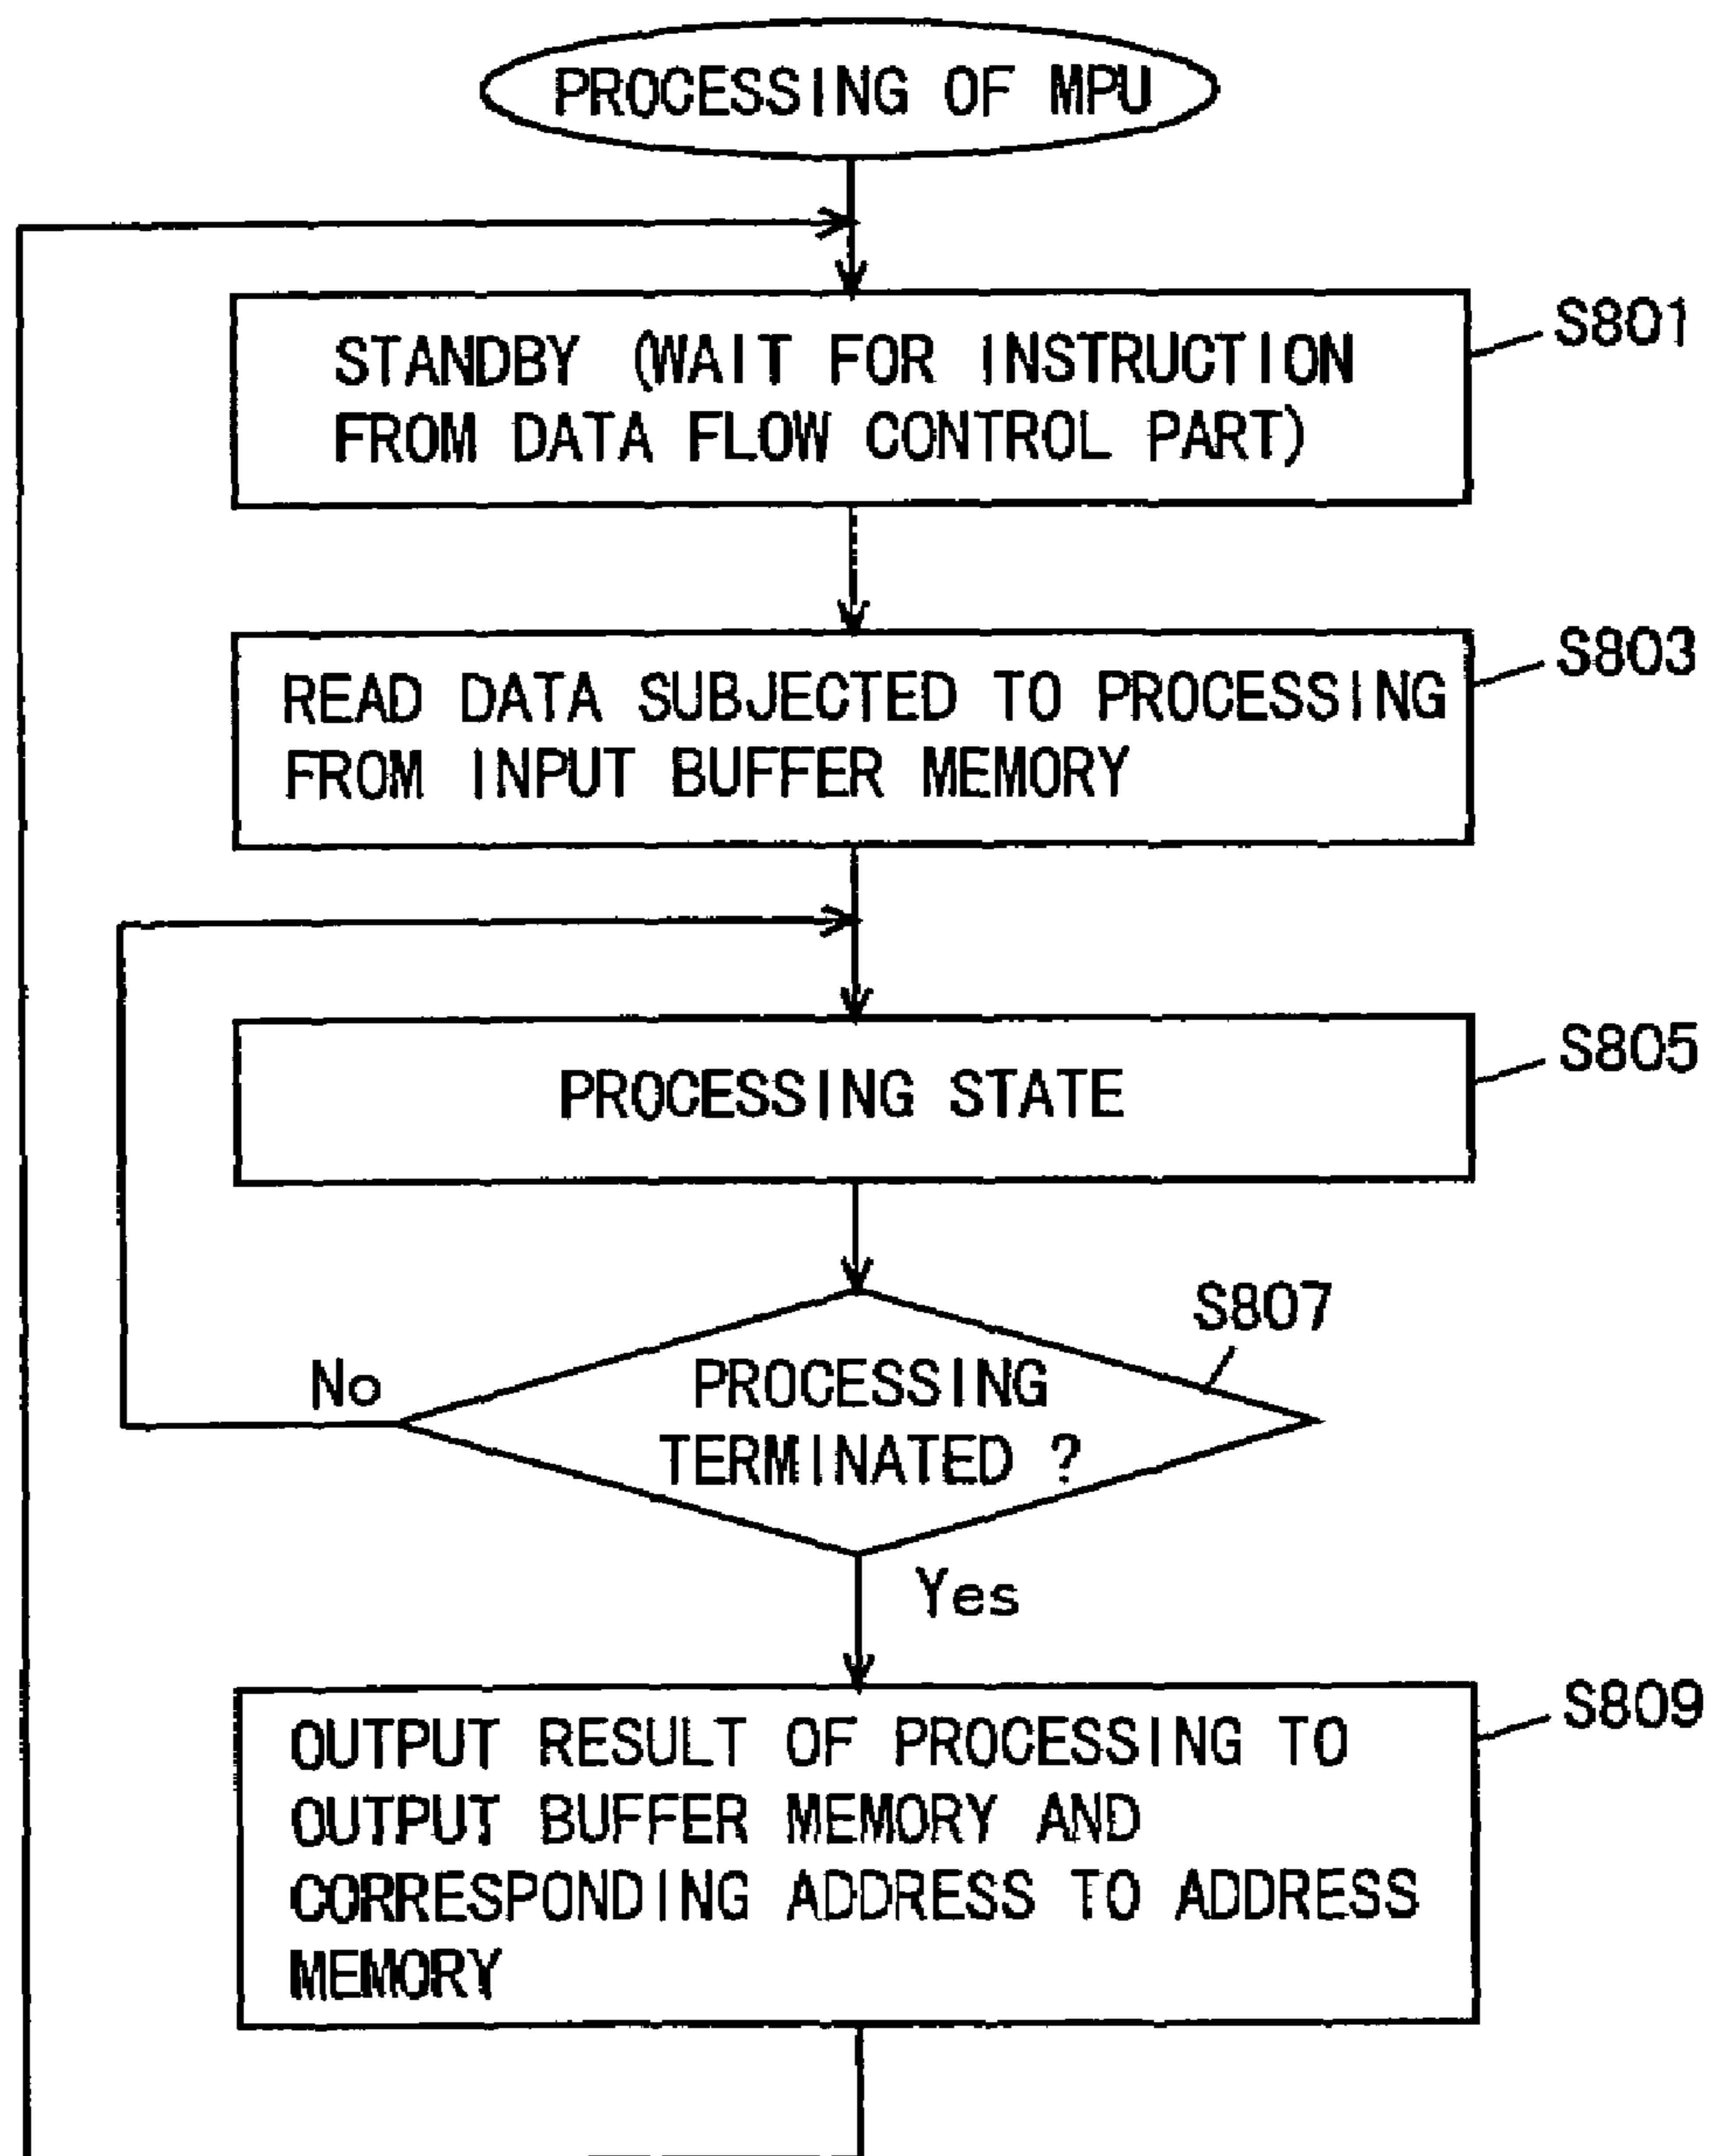 PROCESSING OF MPU
STANDBY (WAIT FOR INSTRUCTION
FROM DATA FLOW CONTROL PART)
S801
READ DATA SUBJECTED TO PROCESSING
FROM INPUT BUFFER MEMORY
S803
PROCESSING STATE
S805
S807
PROCESSING
TERMINATED ?
No
Yes
OUTPUT RESULT OF PROCESSING TO
OUTPUT BUFFER MEMORY AND
CORRESPONDING ADDRESS TO ADDRESS
MEMORY
S809